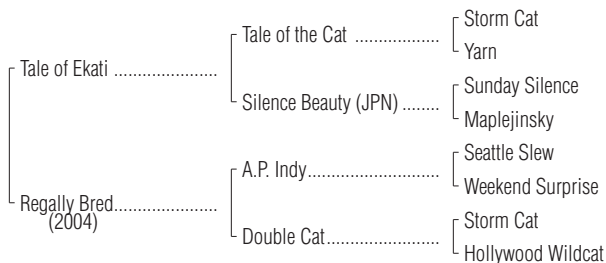 Storm Cat
Tale of the Cat ..................
Yarn
Tale of Ekati ......................
Sunday Silence
Silence Beauty (JPN) ........
Maplejinsky
Seattle Slew
A.P. Indy............................
Weekend Surprise
Regally Bred......................
(2004)
Storm Cat
Double Cat........................
Hollywood Wildcat